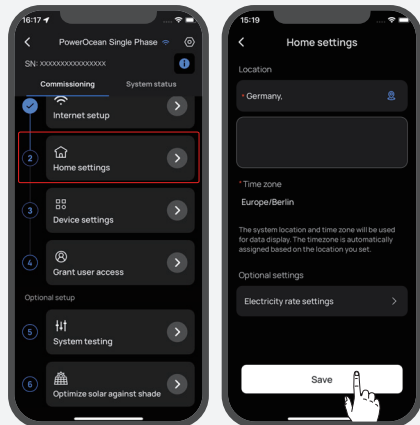 16:17
PowerOcean Single Phase
SN: XXXXXXXXXXXXXXX
Commissioning
System status
Internet setup
2
Home settings
3
Device settings
4
Grant user access
Optional setup
5
System testing
6
Optimize solar against shade
15:19
Home settings
Location
* Germany,
* Time zone
Europe/Berlin
The system location and time zone will be used
for data display. The timezone is automatically
assigned based on the location you set.
Optional settings
Electricity rate settings
Save